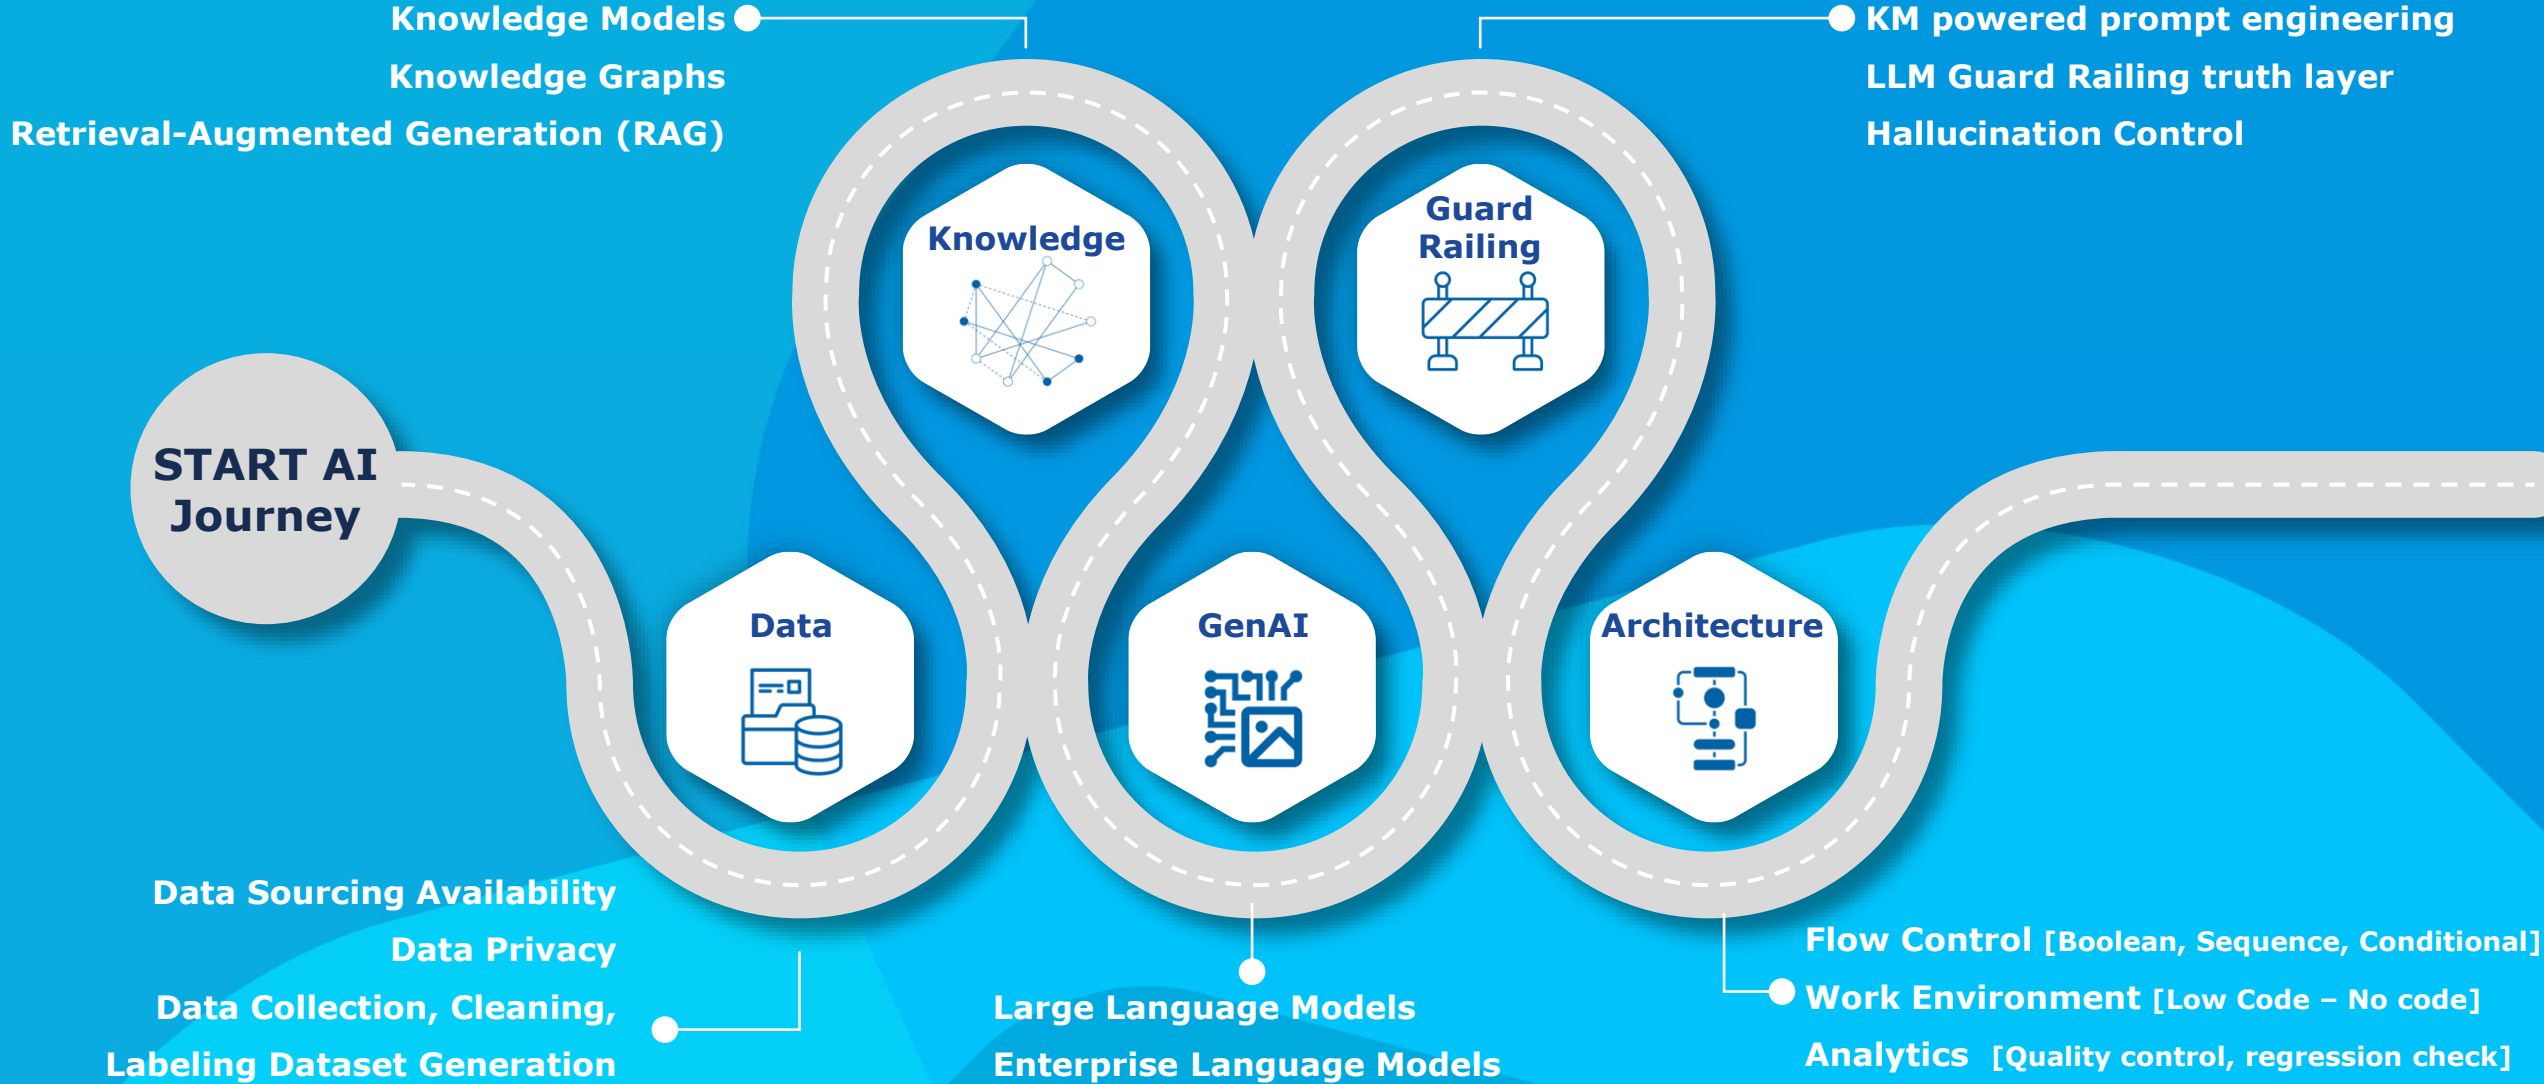 Knowledge Models
Knowledge Graphs
Retrieval-Augmented Generation (RAG)
KM powered prompt engineering
LLM Guard Railing truth layer
Hallucination Control
Knowledge
Guard
Railing
START AI
Journey
Data
GenAI
Architecture
Data Sourcing Availability
Data Privacy
Data Collection, Cleaning,
Labeling Dataset Generation
Large Language Models
Enterprise Language Models
Flow Control [Boolean, Sequence, Conditional]
Work Environment [Low Code – No code]
Analytics [Quality control, regression check]